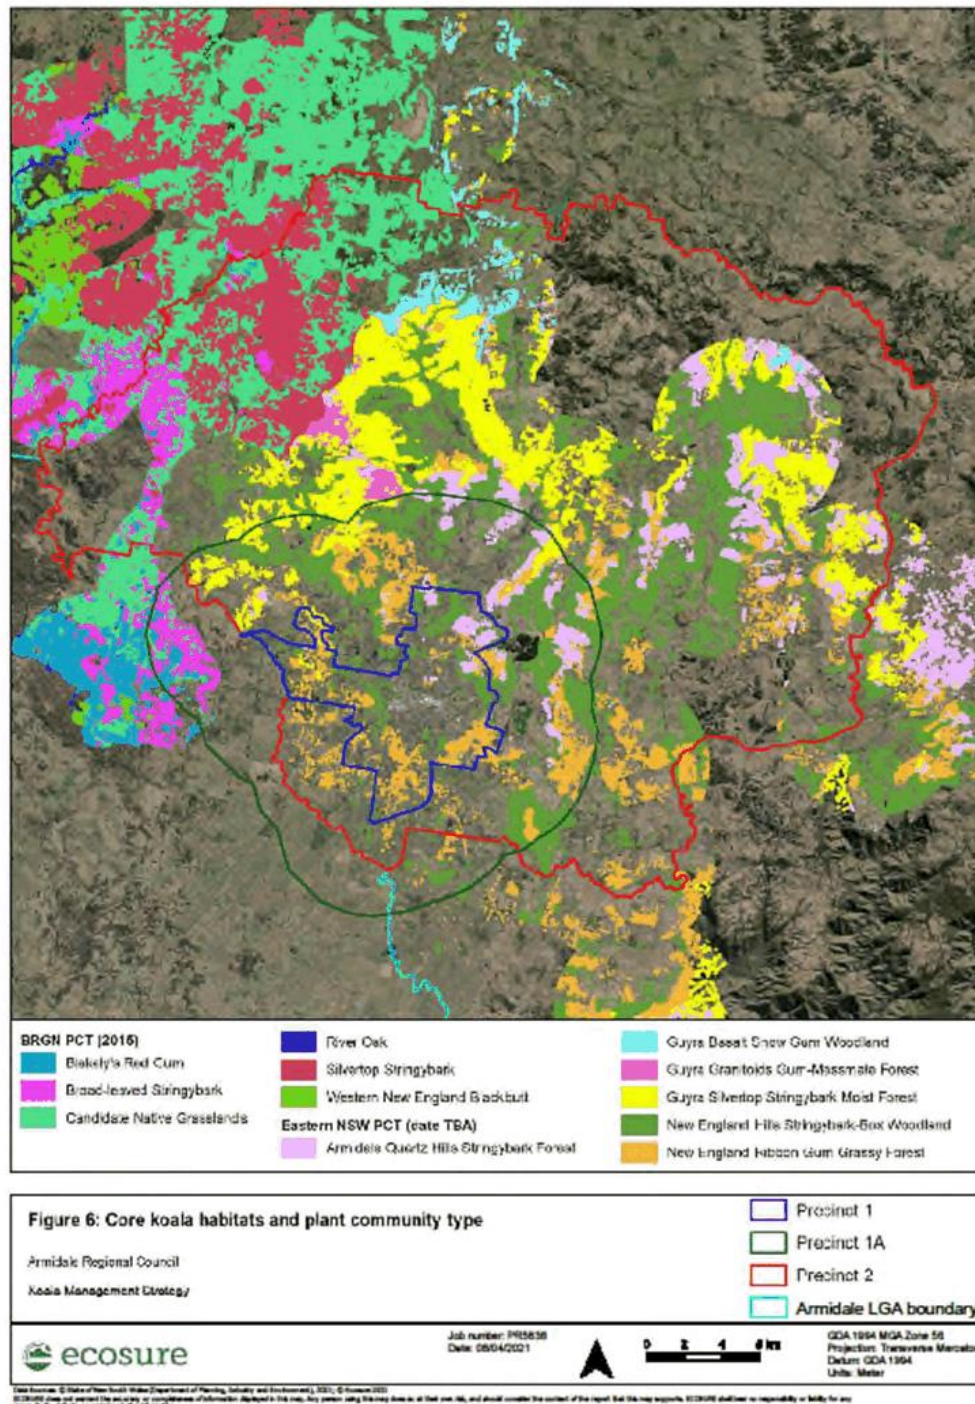 BRGN PCT (2015)
Blakely's Red Gum
Broad-leaved Stringybark
Candidate Native Grasslands
River Oak
Silvertop Stringybark
Western New England Blackbutt
Eastern NSW PCT (date TBA)
Armidale Quartz Hills Stringybark Forest
Guyra Basalt Snow Gum Woodland
Guyra Granitoids Gum-Messmate Forest
Guyra Silvertop Stringybark Moist Forest
New England Hills Stringybark-Box Woodland
New England Ribbon Gum Grassy Forest
Figure 6: Core koala habitats and plant community type
Armidale Regional Council
Koala Management Strategy
Precinct 1
Precinct 1A
Precinct 2
Armidale LGA boundary
ecosure
Job number: PR5636
Date: 08/04/2021
0 2 4 6 km
GDA 1994 MGA Zone 56
Projection: Transverse Mercator
Datum: GDA 1994
Units: Meter